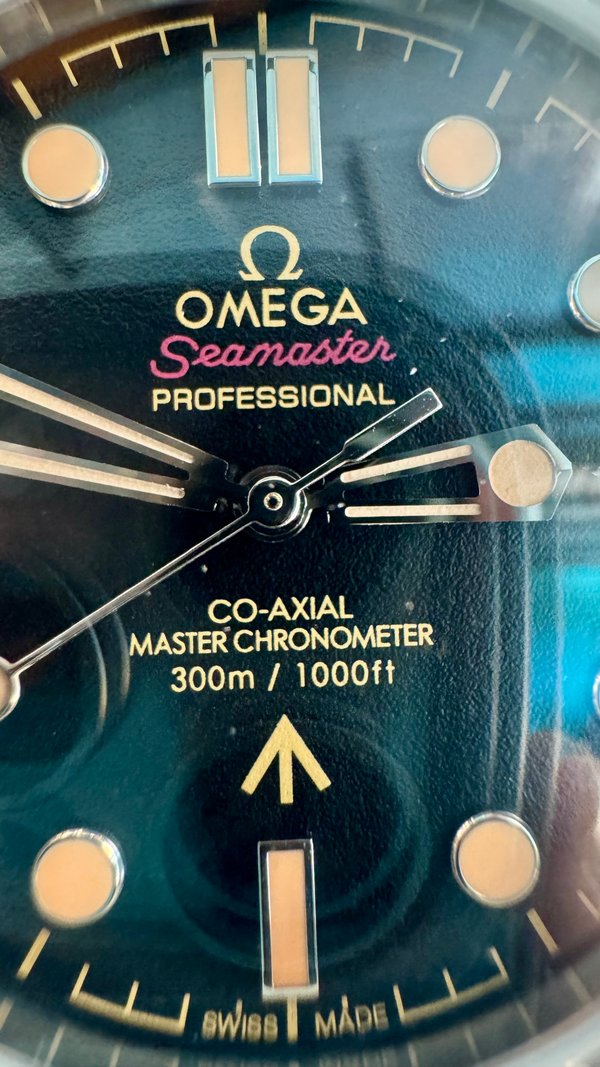 OMEGA
Seamaster
PROFESSIONAL
CO-AXIAL
MASTER CHRONOMETER
300m / 1000ft
SWISS MADE